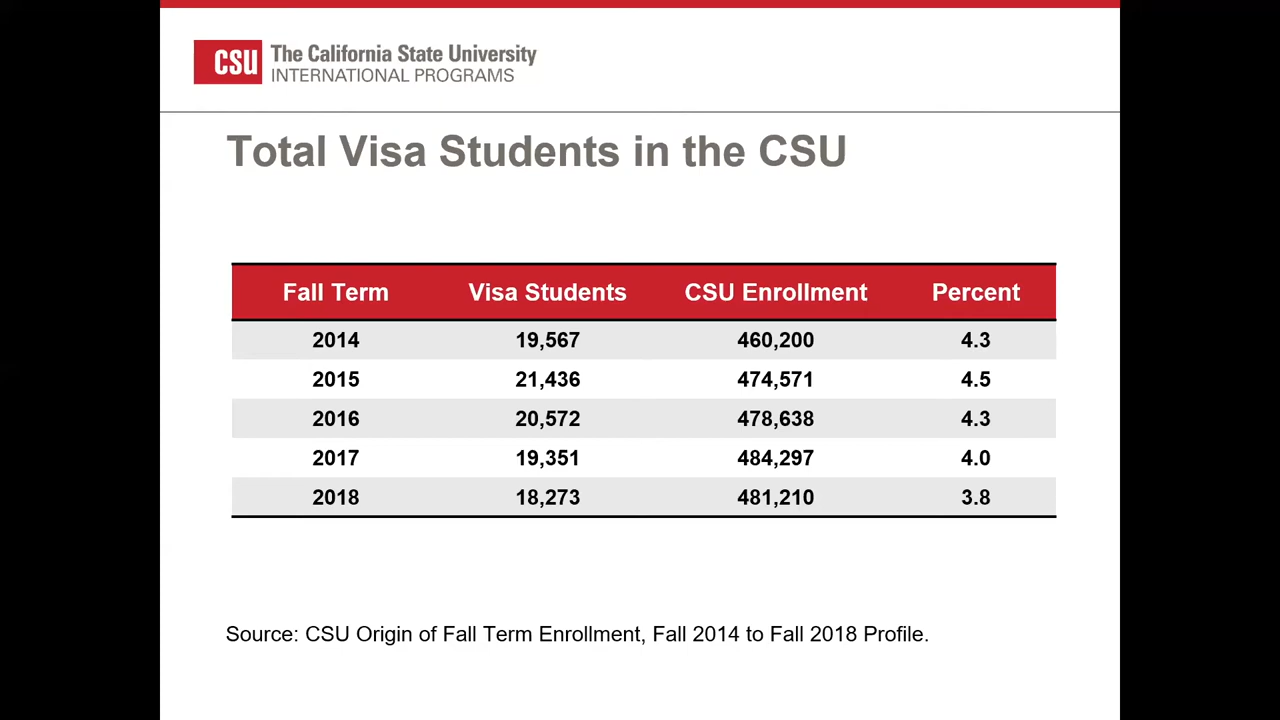 CSU The California State University
INTERNATIONAL PROGRAMS
Total Visa Students in the CSU
Fall Term Visa Students CSU Enrollment Percent
2014 19,567 460,200 4.3
2015 21,436 474,571 4.5
2016 20,572 478,638 4.3
2017 19,351 484,297 4.0
2018 18,273 481,210 3.8
Source: CSU Origin of Fall Term Enrollment, Fall 2014 to Fall 2018 Profile.